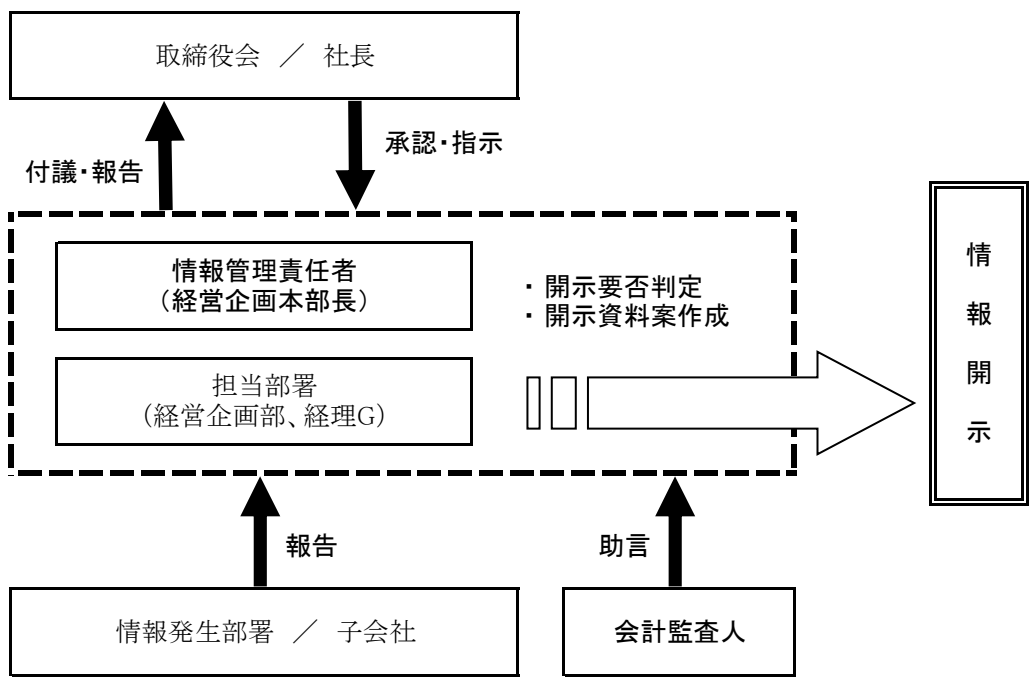 取締役会 ／ 社長
付議・報告
承認・指示
情報管理責任者
（経営企画本部長）
・開示要否判定
・開示資料案作成
担当部署
（経営企画部、経理G）
情報開示
報告
助言
情報発生部署 ／ 子会社
会計監査人